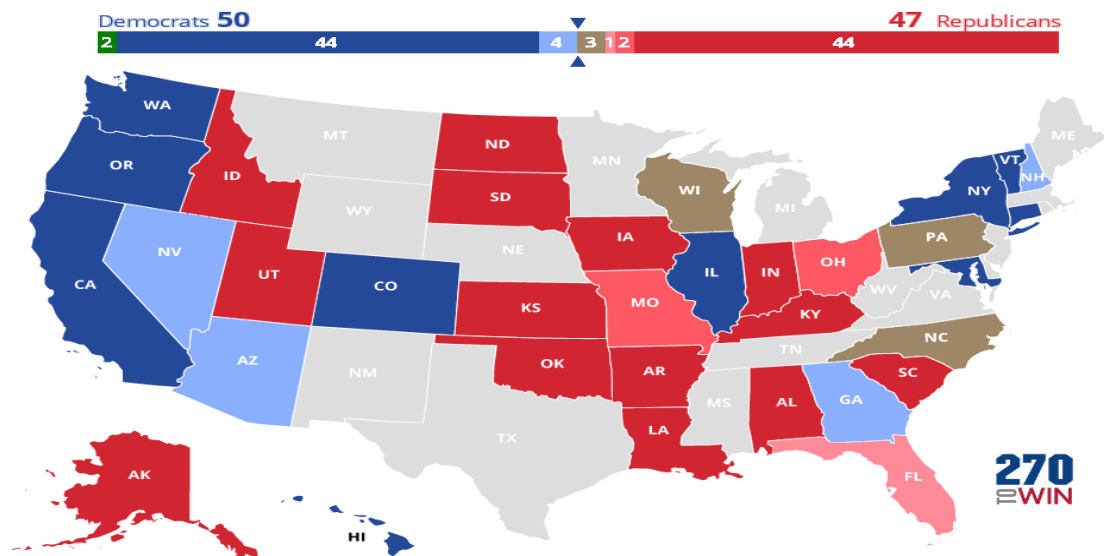 Democrats 50
47 Republicans
2 44 4 3 1 2 44
WA
OR
CA
ID
NV
UT
AZ
MT
WY
CO
NM
ND
SD
NE
KS
OK
TX
MN
IA
MO
AR
LA
WI
IL
MI
IN
OH
KY
TN
MS
AL
GA
FL
SC
NC
VA
WV
PA
NY
VT
NH
ME
AK
HI
270
TO WIN